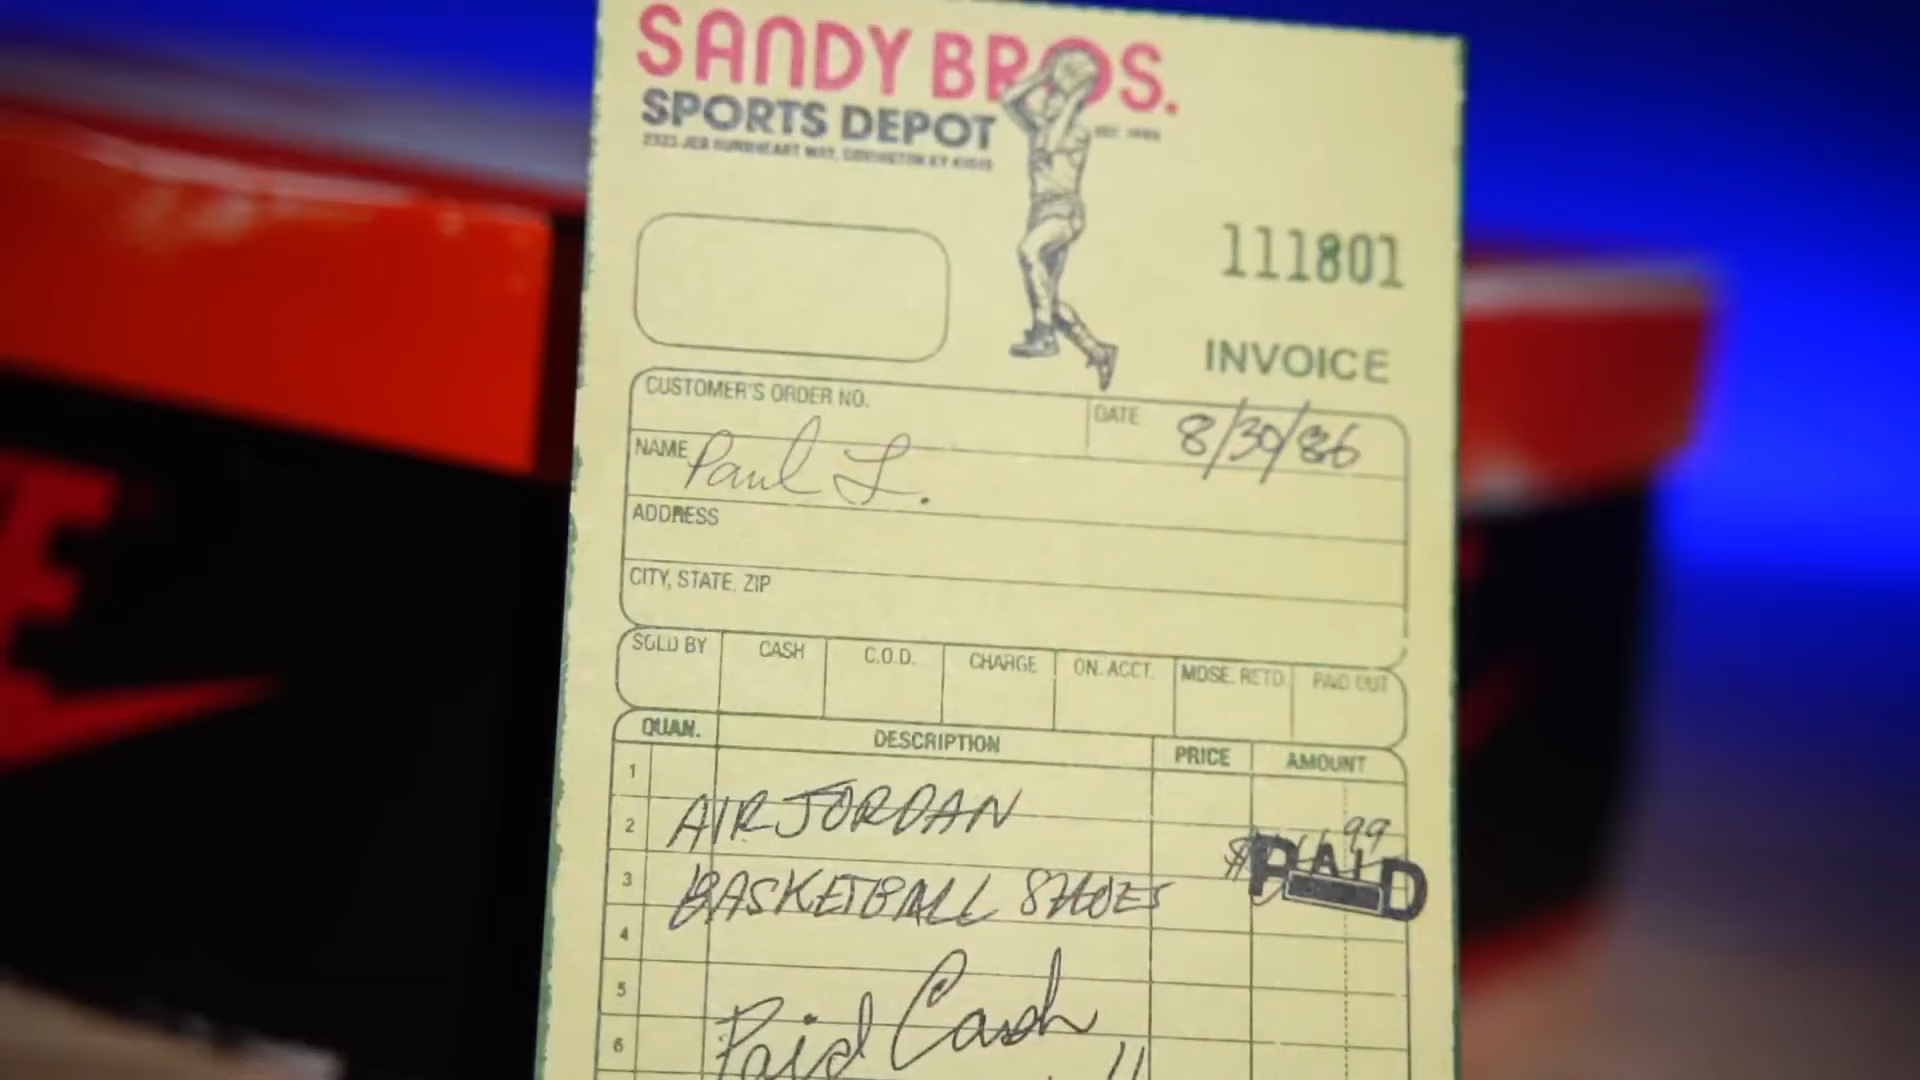 SANDY BROS.
SPORTS DEPOT
111801
INVOICE
CUSTOMER'S ORDER NO.
DATE 8/30/86
NAME Paul L.
ADDRESS
CITY, STATE, ZIP
SOLD BY CASH C.O.D. CHARGE ON. ACCT. MDSE. RETD. PAID OUT
QUAN. DESCRIPTION PRICE AMOUNT
1
2 AIR JORDAN 99
PAID
3 BASKETBALL SHOES
4
5
Paid Cash
6